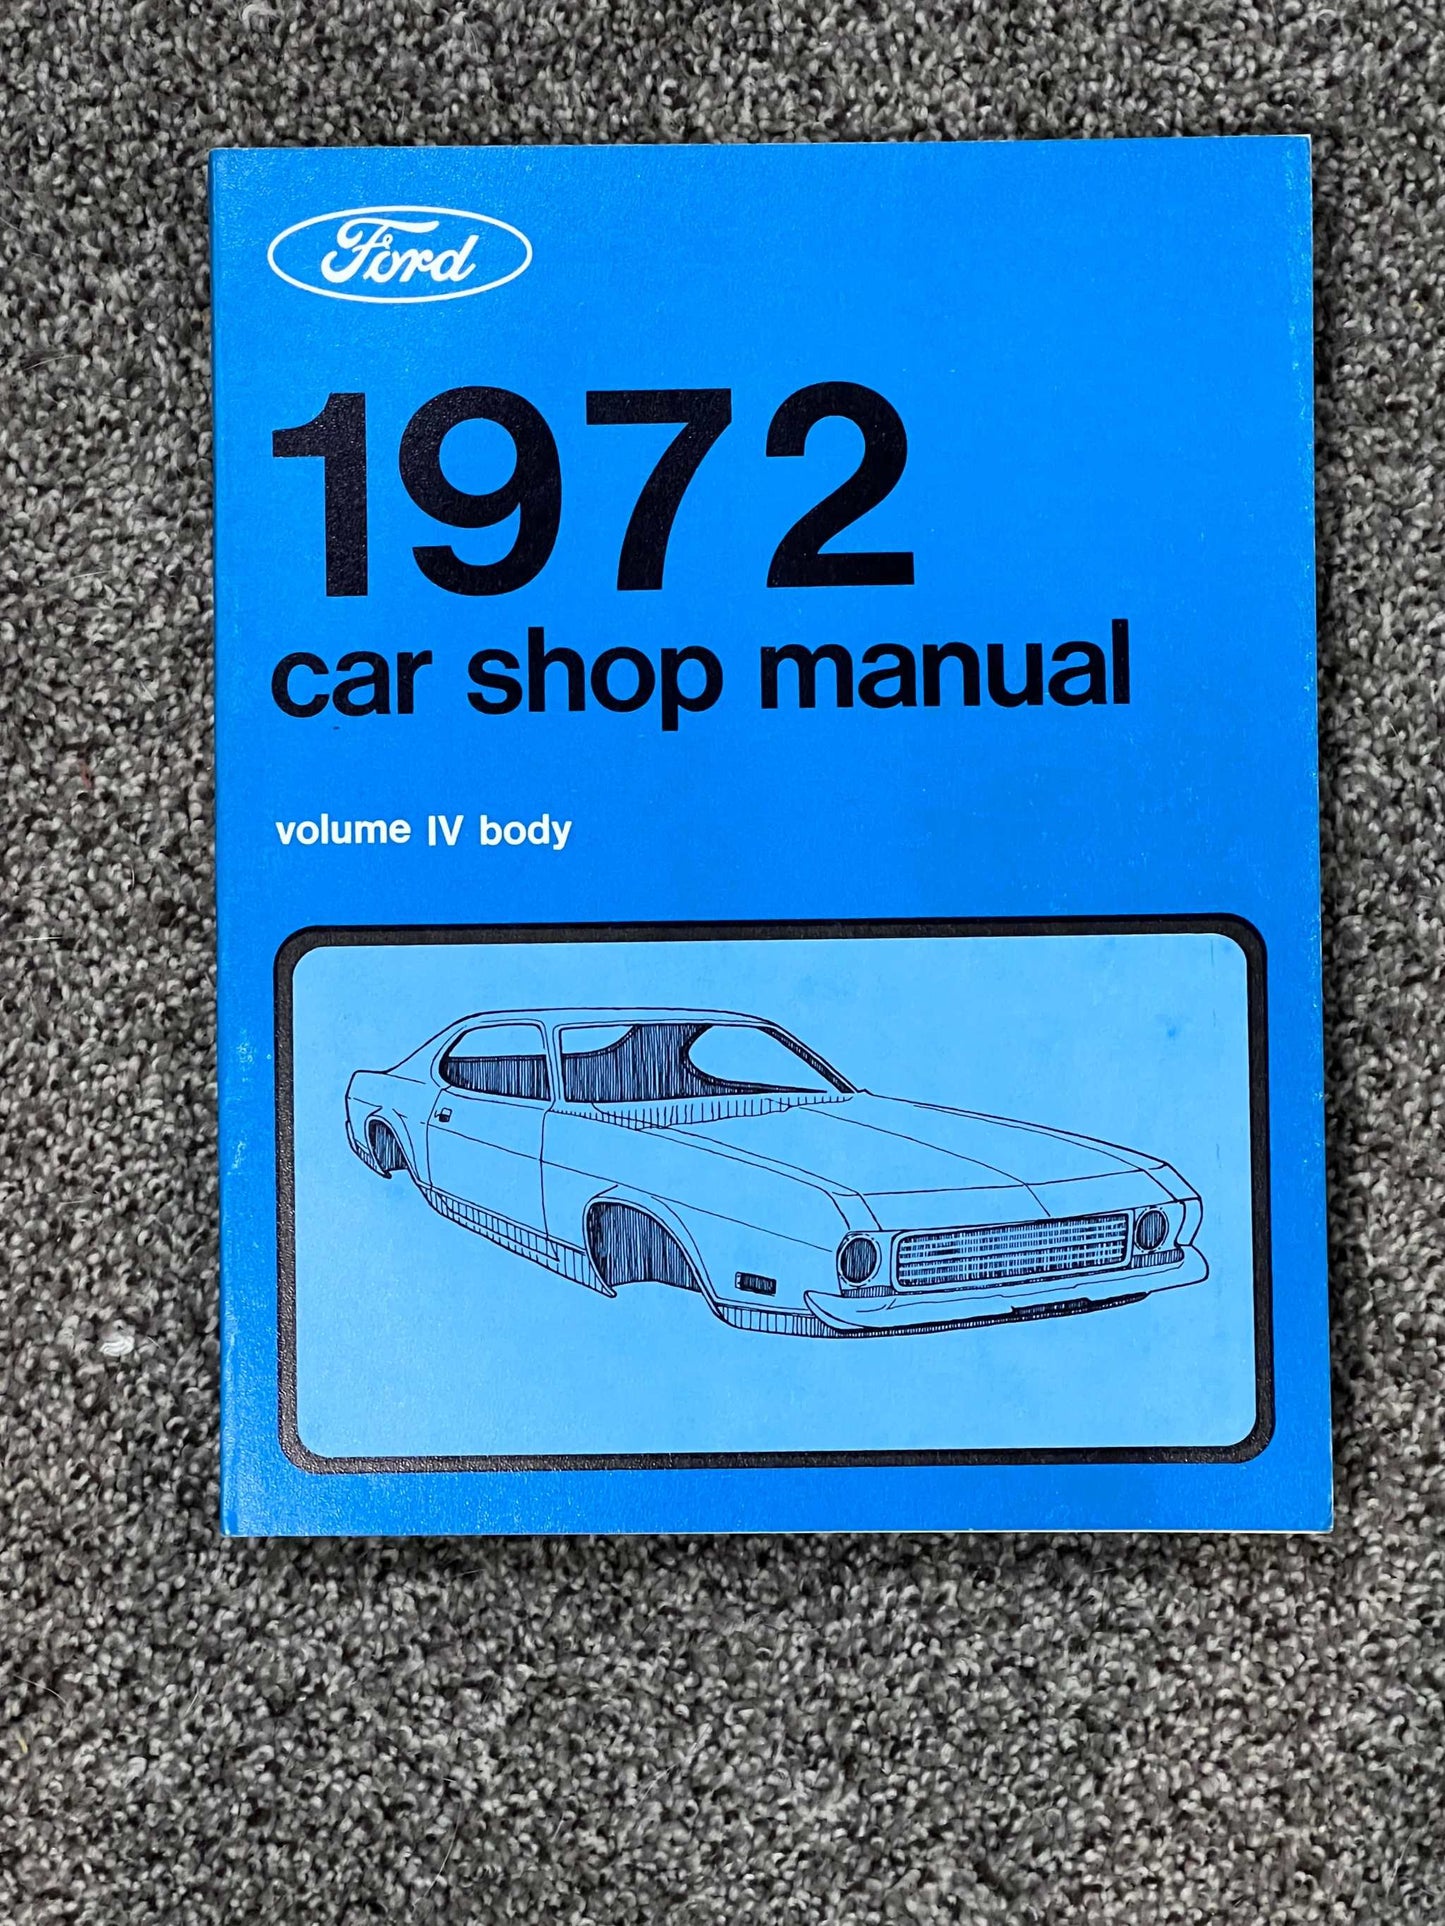 Ford
1972
car shop manual
volume IV body